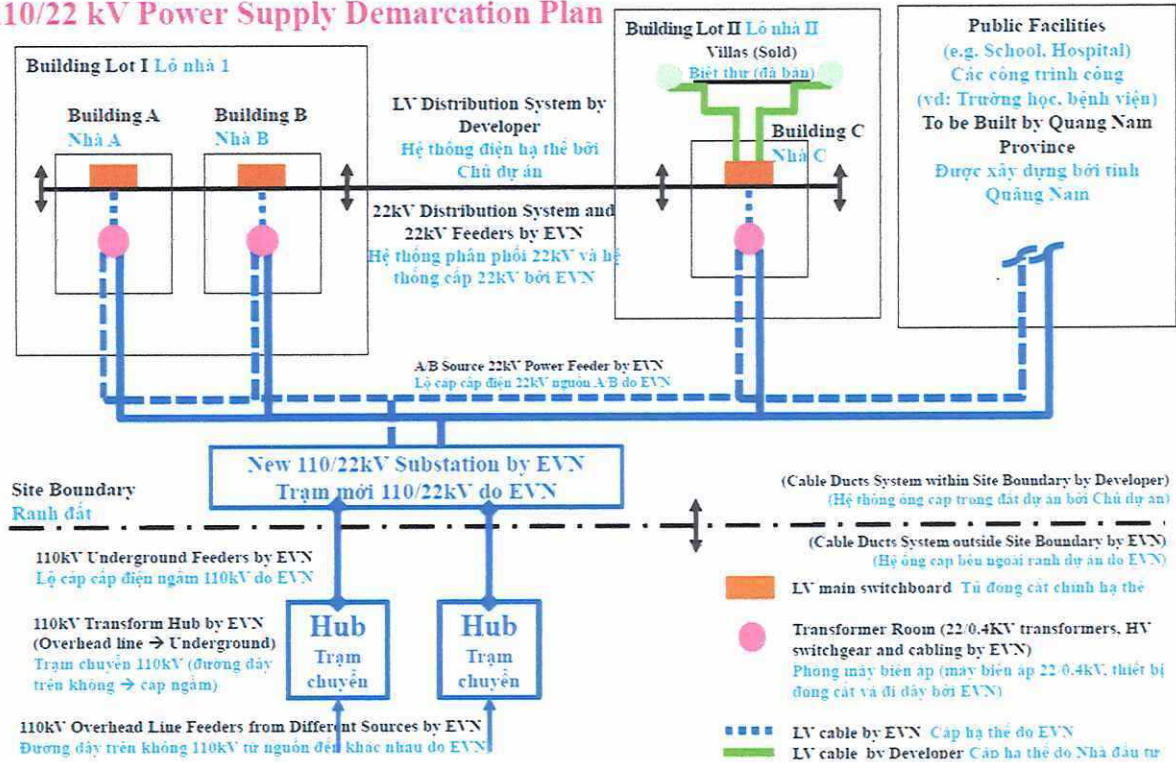 110/22 kV Power Supply Demarcation Plan
Building Lot I Lô nhà 1
Building A
Nhà A
Building B
Nhà B
LV Distribution System by
Developer
Hệ thống điện hạ thế bởi
Chủ dự án
22kV Distribution System and
22kV Feeders by EVN
Hệ thống phân phối 22kV và hệ
thống cấp 22kV bởi EVN
Building Lot II Lô nhà II
Villas (Sold)
Biệt thự (đã bán)
Building C
Nhà C
Public Facilities
(e.g. School, Hospital)
Các công trình công
(vd: Trường học, bệnh viện)
To be Built by Quang Nam
Province
Được xây dựng bởi tỉnh
Quảng Nam
A/B Source 22kV Power Feeder by EVN
Lộ cáp cấp điện 22kV nguồn A/B do EVN
New 110/22kV Substation by EVN
Trạm mới 110/22kV do EVN
Site Boundary
Ranh đất
(Cable Ducts System within Site Boundary by Developer)
(Hệ thống ống cáp trong đất dự án bởi Chủ dự án)
(Cable Ducts System outside Site Boundary by EVN)
(Hệ ống cáp bên ngoài ranh dự án do EVN)
110kV Underground Feeders by EVN
Lộ cáp cấp điện ngầm 110kV do EVN
110kV Transform Hub by EVN
(Overhead line → Underground)
Trạm chuyển 110kV (đường dây
trên không → cáp ngầm)
Hub
Trạm
chuyển
Hub
Trạm
chuyển
110kV Overhead Line Feeders from Different Sources by EVN
Đường dây trên không 110kV từ nguồn đến khác nhau do EVN
LV main switchboard Tủ đóng cắt chính hạ thế
Transformer Room (22/0.4KV transformers, HV
switchgear and cabling by EVN)
Phòng máy biến áp (máy biến áp 22/0.4kV, thiết bị
đóng cắt và đi dây bởi EVN)
LV cable by EVN Cáp hạ thế do EVN
LV cable by Developer Cáp hạ thế do Nhà đầu tư